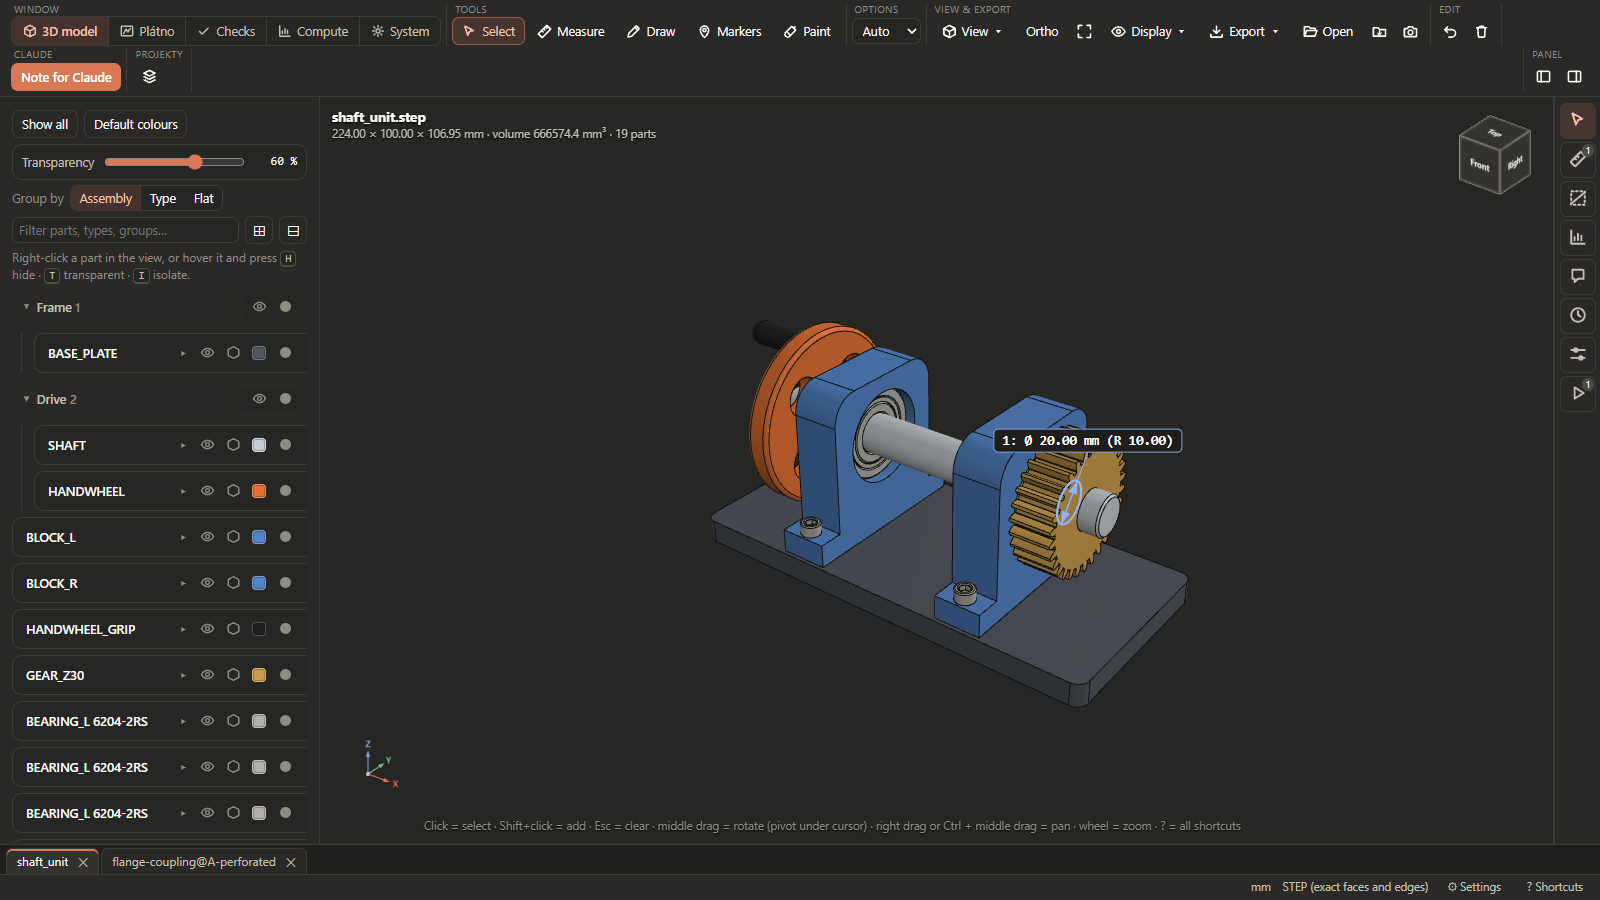 WINDOW
3D model
Plátno
Checks
Compute
System
TOOLS
Select
Measure
Draw
Markers
Paint
OPTIONS
Auto
VIEW & EXPORT
View
Ortho
Display
Export
Open
EDIT
CLAUDE
Note for Claude
PROJEKTY
PANEL
Show all
Default colours
Transparency
60 %
Group by
Assembly
Type
Flat
Filter parts, types, groups...
Right-click a part in the view, or hover it and press H
hide · T transparent · I isolate.
Frame 1
BASE_PLATE
Drive 2
SHAFT
HANDWHEEL
BLOCK_L
BLOCK_R
HANDWHEEL_GRIP
GEAR_Z30
BEARING_L 6204-2RS
BEARING_L 6204-2RS
BEARING_L 6204-2RS
shaft_unit.step
224.00 × 100.00 × 106.95 mm · volume 666574.4 mm³ · 19 parts
Top
Front
Right
1: Ø 20.00 mm (R 10.00)
Z
Y
X
1
1
Click = select · Shift+click = add · Esc = clear · middle drag = rotate (pivot under cursor) · right drag or Ctrl + middle drag = pan · wheel = zoom · ? = all shortcuts
shaft_unit
flange-coupling@A-perforated
mm
STEP (exact faces and edges)
Settings
? Shortcuts